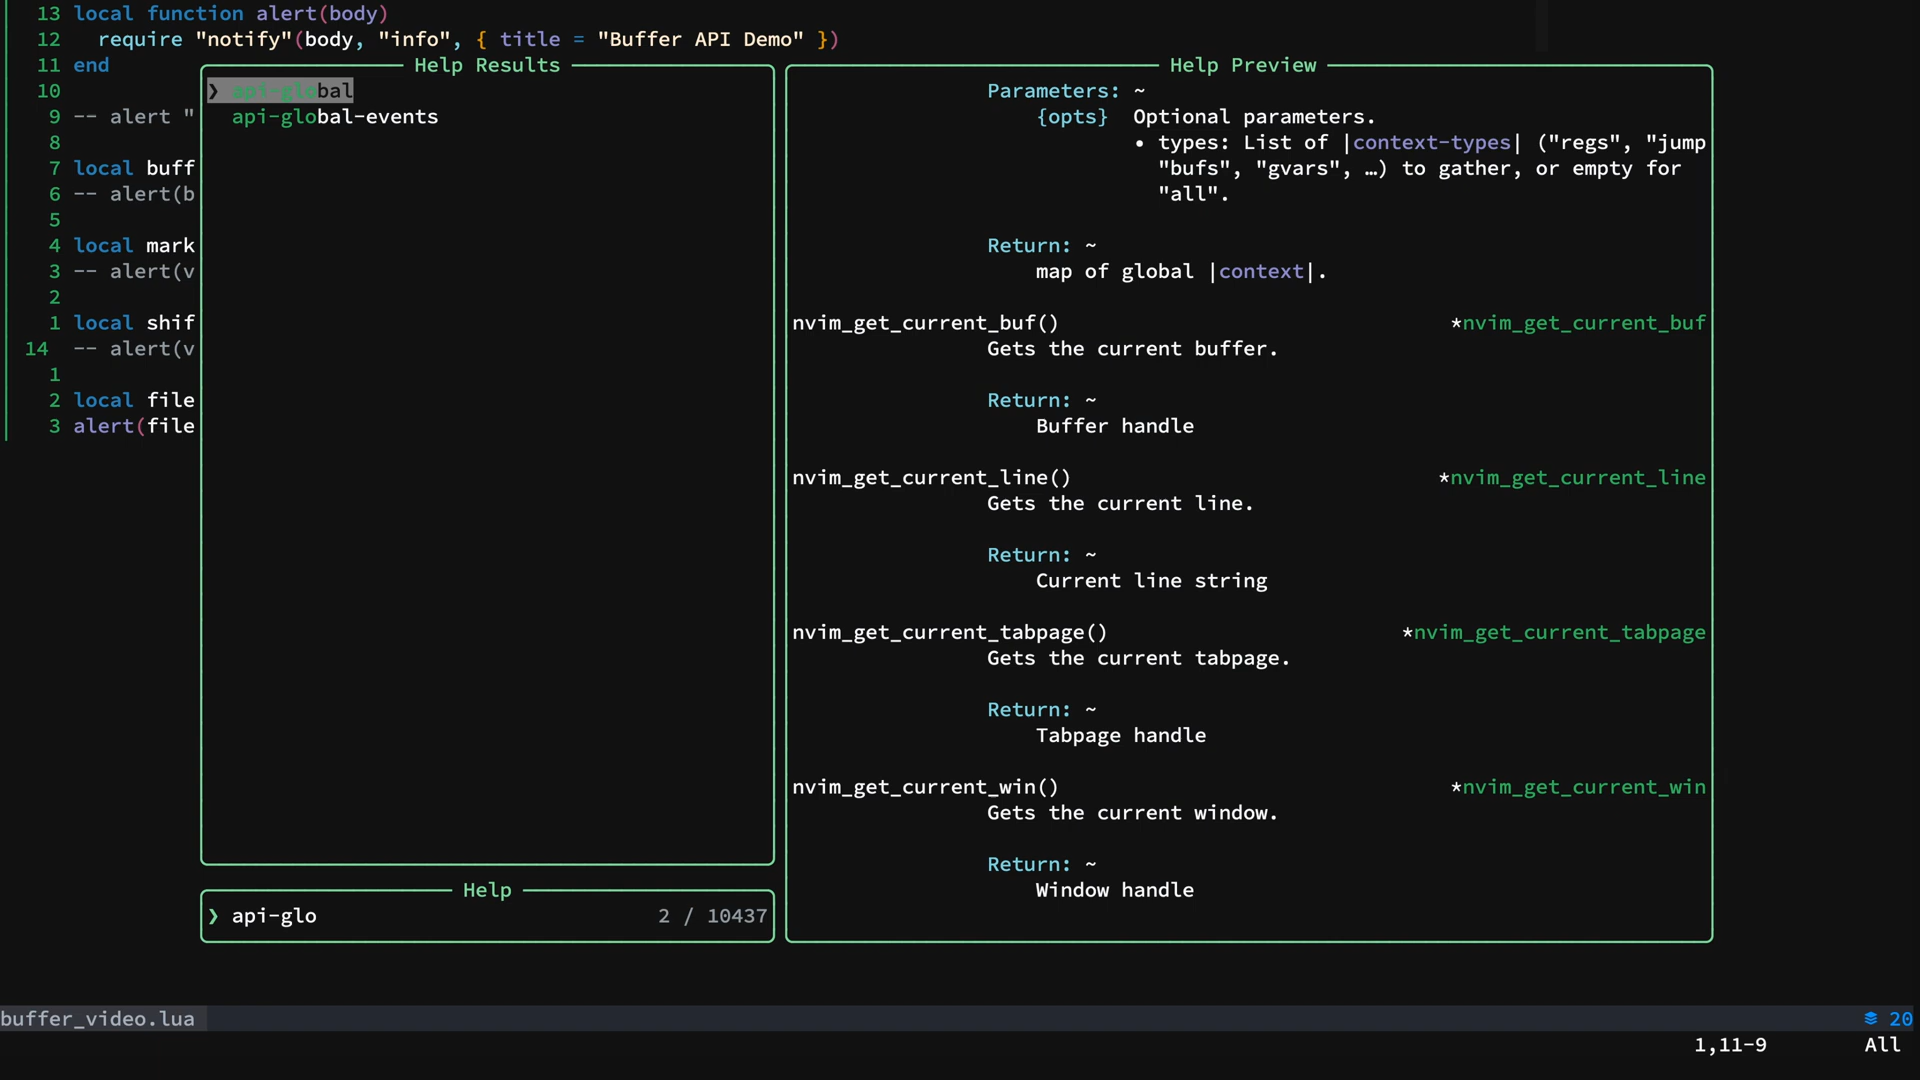 13 local function alert(body)
12 require "notify"(body, "info", { title = "Buffer API Demo" })
11 end
10
9 -- alert "
8
7 local buff
6 -- alert(b
5
4 local mark
3 -- alert(v
2
1 local shif
14 -- alert(v
1
2 local file
3 alert(file
Help Results
❯ api-global
api-global-events
Help
❯ api-glo 2 / 10437
Help Preview
Parameters: ~
{opts} Optional parameters.
• types: List of |context-types| ("regs", "jump
"bufs", "gvars", …) to gather, or empty for
"all".
Return: ~
map of global |context|.
nvim_get_current_buf() *nvim_get_current_buf
Gets the current buffer.
Return: ~
Buffer handle
nvim_get_current_line() *nvim_get_current_line
Gets the current line.
Return: ~
Current line string
nvim_get_current_tabpage() *nvim_get_current_tabpage
Gets the current tabpage.
Return: ~
Tabpage handle
nvim_get_current_win() *nvim_get_current_win
Gets the current window.
Return: ~
Window handle
buffer_video.lua 20
1,11-9 All